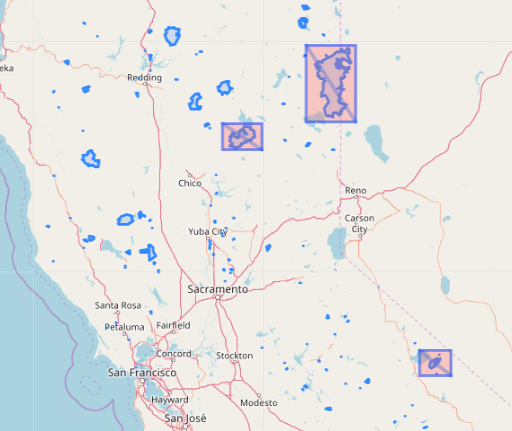 eka
Redding
Chico
Reno
Carson
City
Yuba City
Sacramento
Santa Rosa
Petaluma
Fairfield
Concord
Stockton
San Francisco
Hayward
Modesto
San José